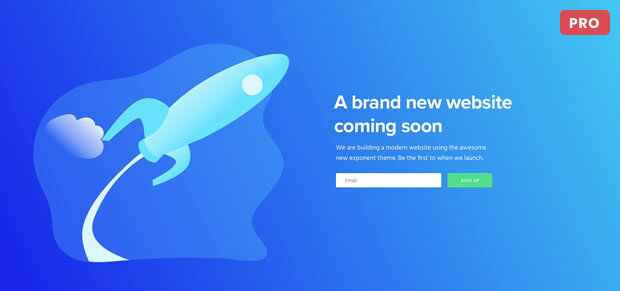 PRO
A brand new website
coming soon
We are building a modern website using the awesome
new exponent theme. Be the first to when we launch.
Email
SIGN UP